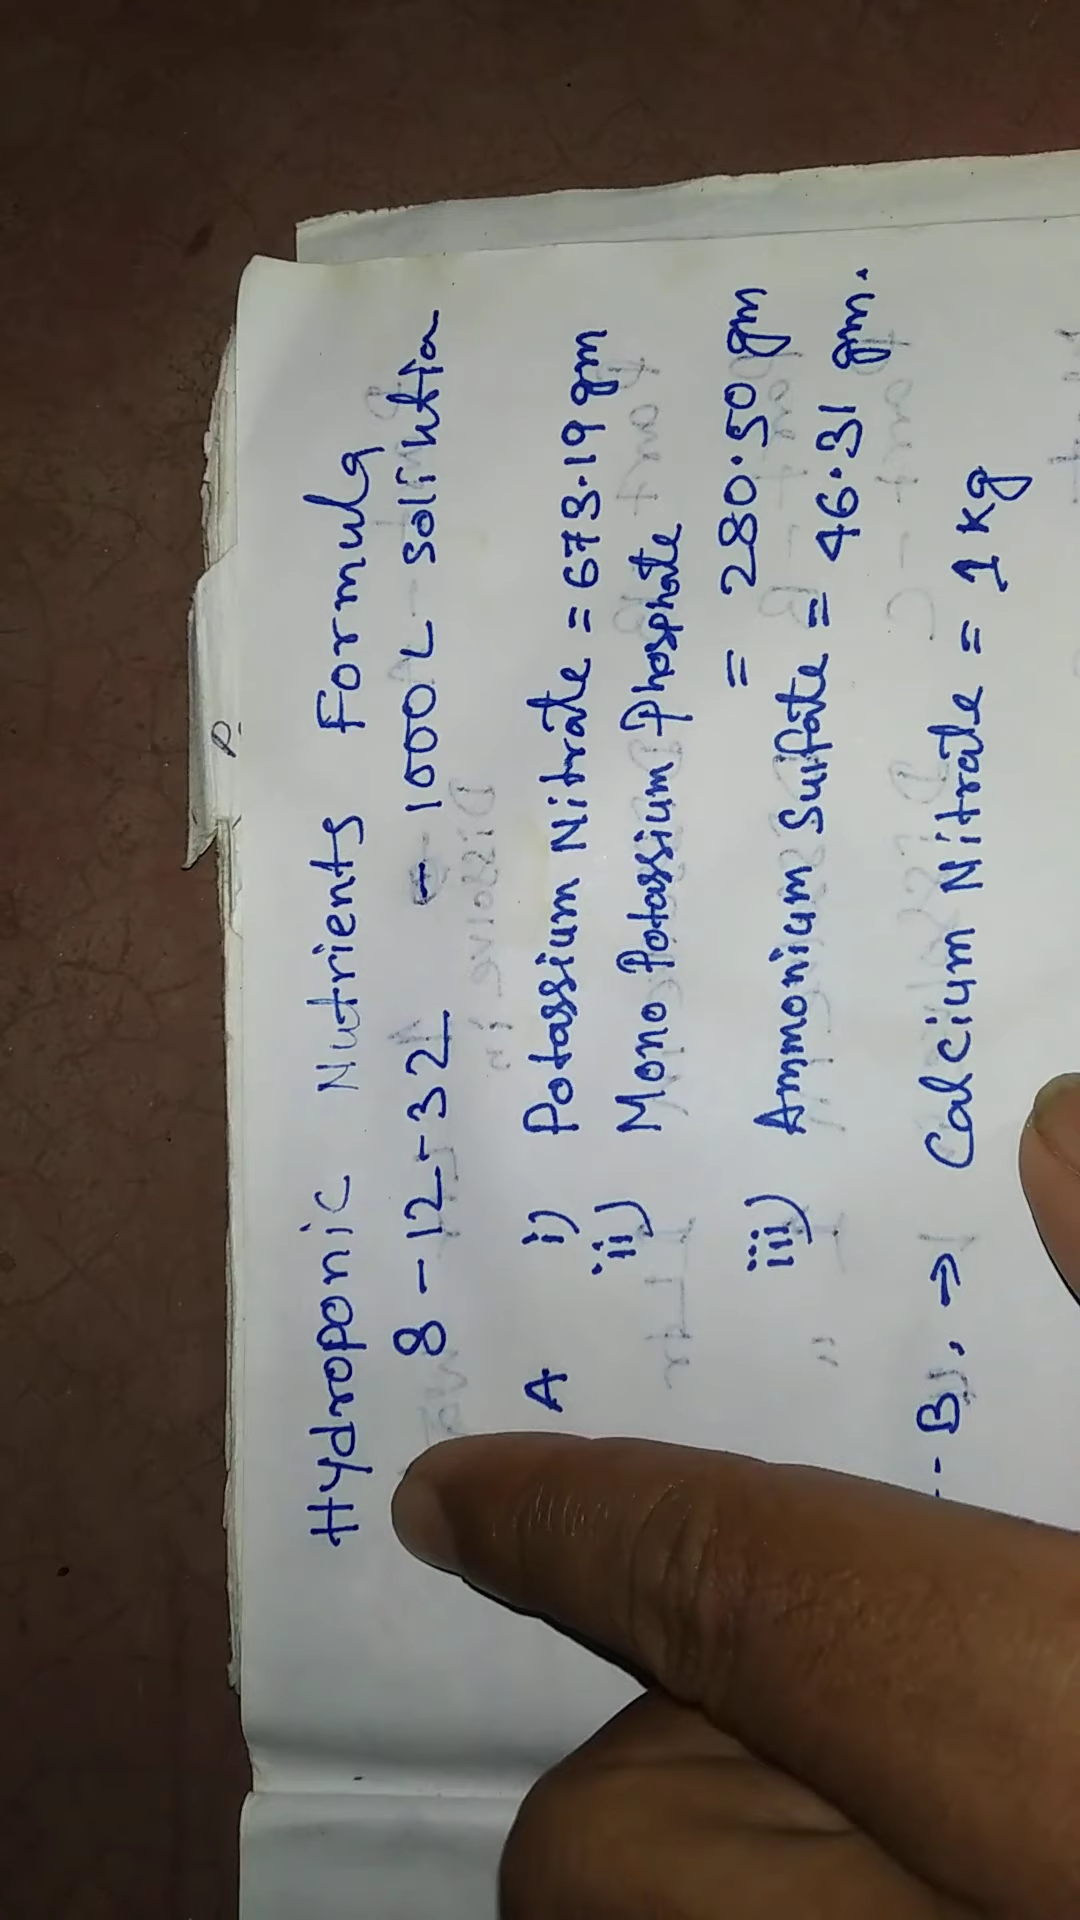 Hydroponic Nutrients Formula
8-12-32 - 1000L solution
A i) Potassium Nitrate = 673.19 gm
ii) Mono Potassium Phosphate
= 280.50 gm
iii) Ammonium Sulfate = 46.31 gm.
B, ⇒ Calcium Nitrate = 1 Kg